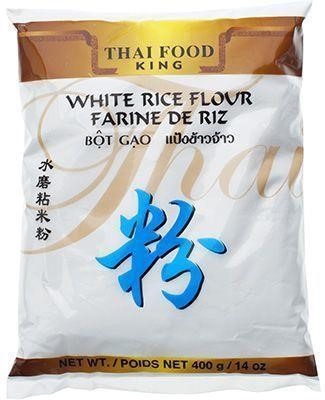 THAI FOOD
KING
WHITE RICE FLOUR
FARINE DE RIZ
BỘT GẠO แป้งข้าวจ้าว
Thai
水磨粘米粉
粉
NET WT. / POIDS NET 400 g / 14 oz